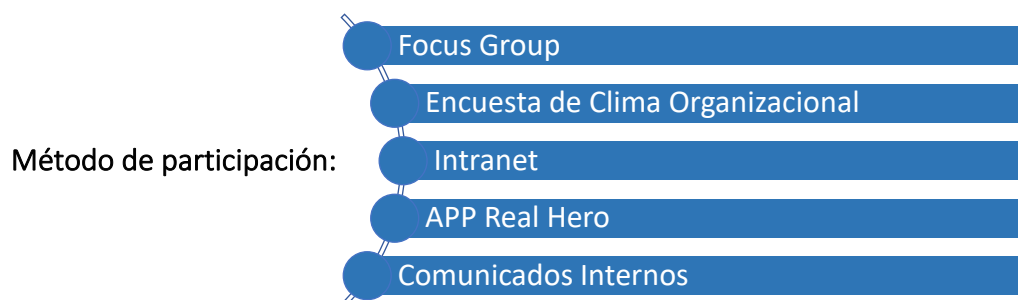 Método de participación:
Focus Group
Encuesta de Clima Organizacional
Intranet
APP Real Hero
Comunicados Internos